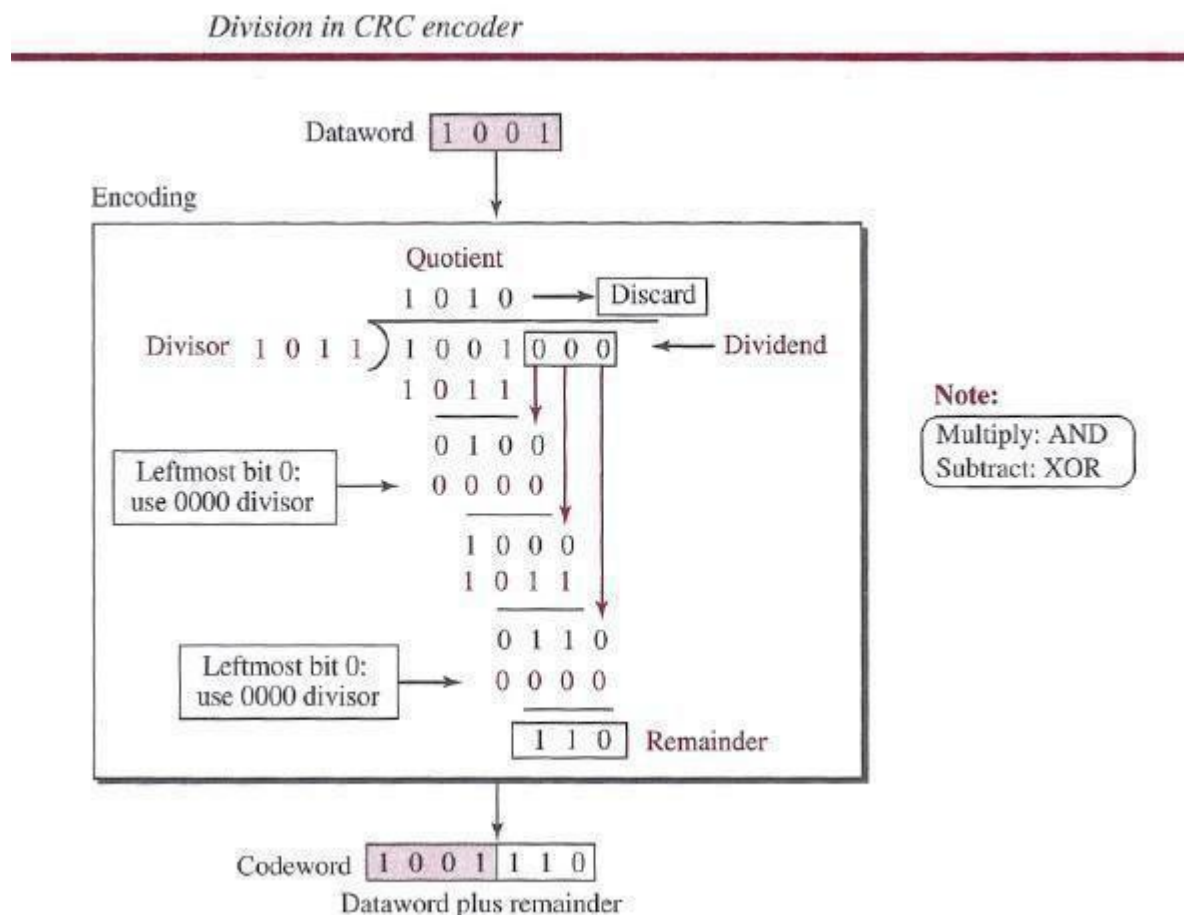 Division in CRC encoder
Dataword 1 0 0 1
Encoding
Quotient
1 0 1 0 Discard
Divisor 1 0 1 1 1 0 0 1 0 0 0 Dividend
1 0 1 1
Note:
Multiply: AND
Subtract: XOR
0 1 0 0
Leftmost bit 0:
use 0000 divisor
0 0 0 0
1 0 0 0
1 0 1 1
0 1 1 0
Leftmost bit 0:
use 0000 divisor
0 0 0 0
1 1 0 Remainder
Codeword 1 0 0 1 1 1 0
Dataword plus remainder